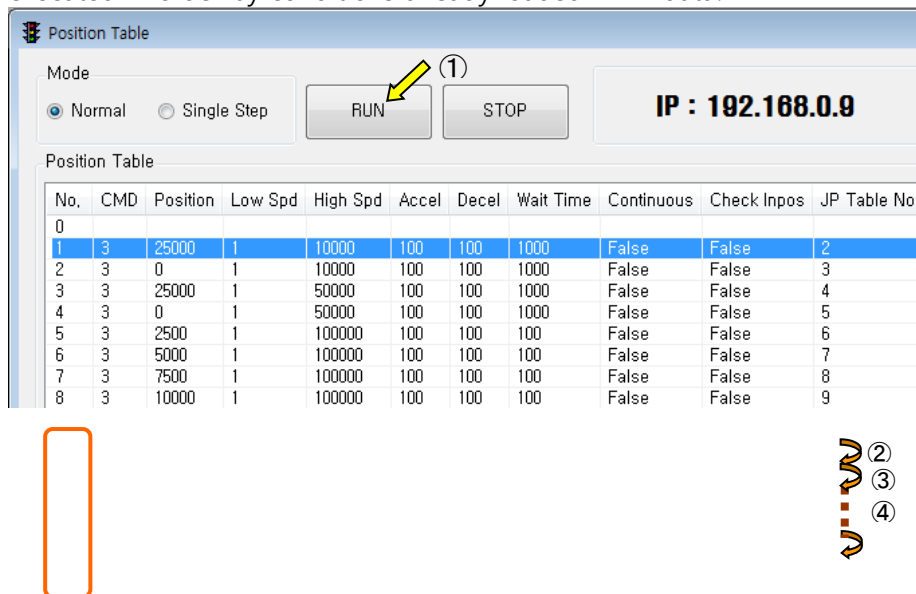 Position Table
Mode
①
Normal Single Step RUN STOP IP : 192.168.0.9
Position Table
No, CMD Position Low Spd High Spd Accel Decel Wait Time Continuous Check Inpos JP Table No
0
1 3 25000 1 10000 100 100 1000 False False 2
2 3 0 1 10000 100 100 1000 False False 3
3 3 25000 1 50000 100 100 1000 False False 4
4 3 0 1 50000 100 100 1000 False False 5
5 3 2500 1 100000 100 100 100 False False 6
6 3 5000 1 100000 100 100 100 False False 7
7 3 7500 1 100000 100 100 100 False False 8
8 3 10000 1 100000 100 100 100 False False 9
②
③
④